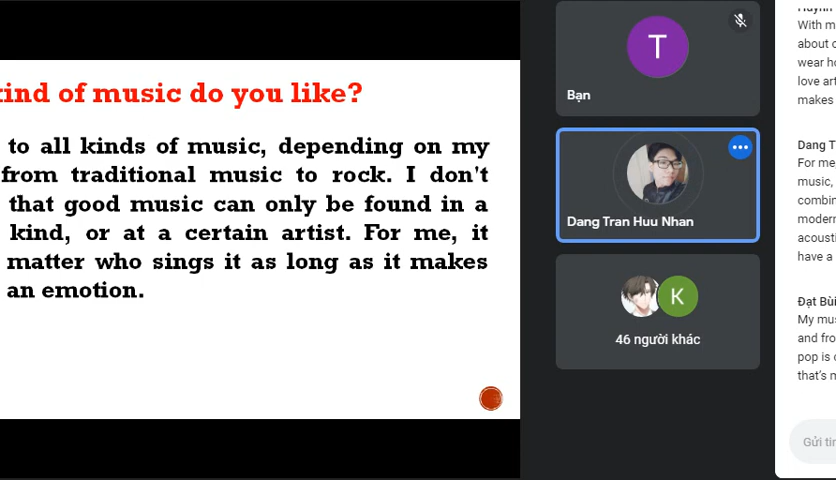 kind of music do you like?
to all kinds of music, depending on my
from traditional music to rock. I don't
that good music can only be found in a
kind, or at a certain artist. For me, it
matter who sings it as long as it makes
an emotion.
T
Bạn
Dang Tran Huu Nhan
K
46 người khác
With m
about c
wear ho
love art
makes
Dang T
For me,
music,
combin
modern
acousti
have a
Đạt Bùi
My mus
and fro
pop is c
that's m
Gửi tin